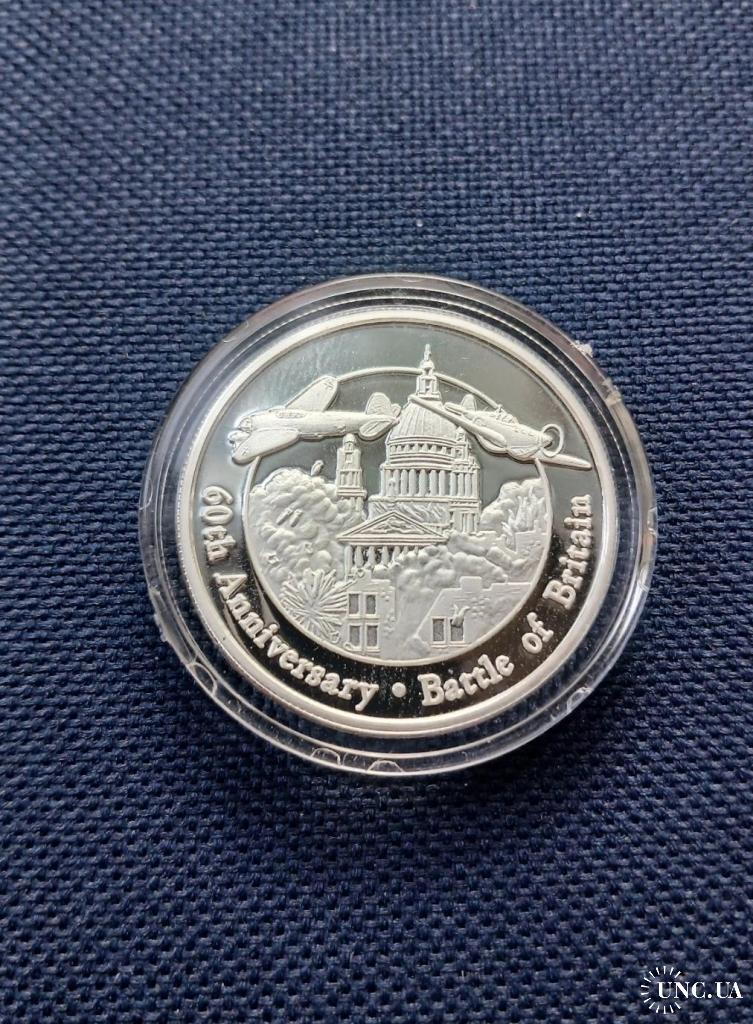 60th Anniversary • Battle of Britain
UNC.UA